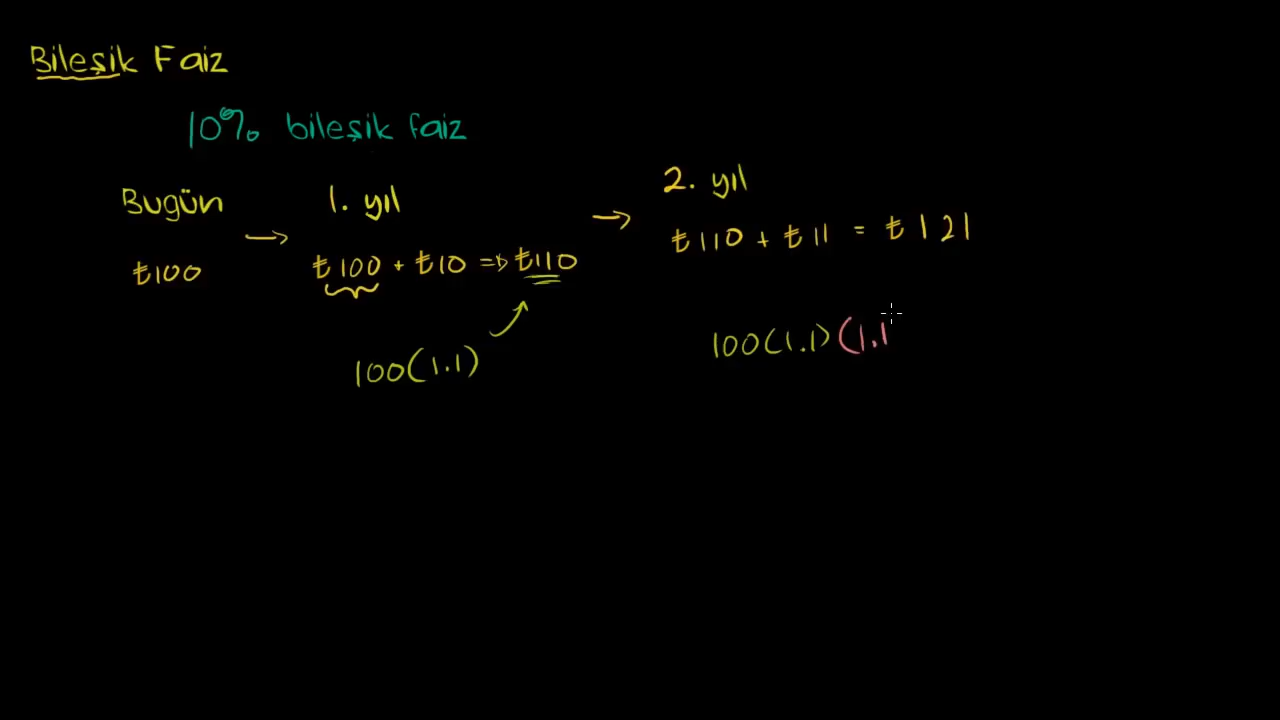 Bileşik Faiz
10% bileşik faiz
Bugün
₺100
1. yıl
₺100 + ₺10 => ₺110
100(1.1)
2. yıl
₺110 + ₺11 = ₺121
100(1.1)(1.1